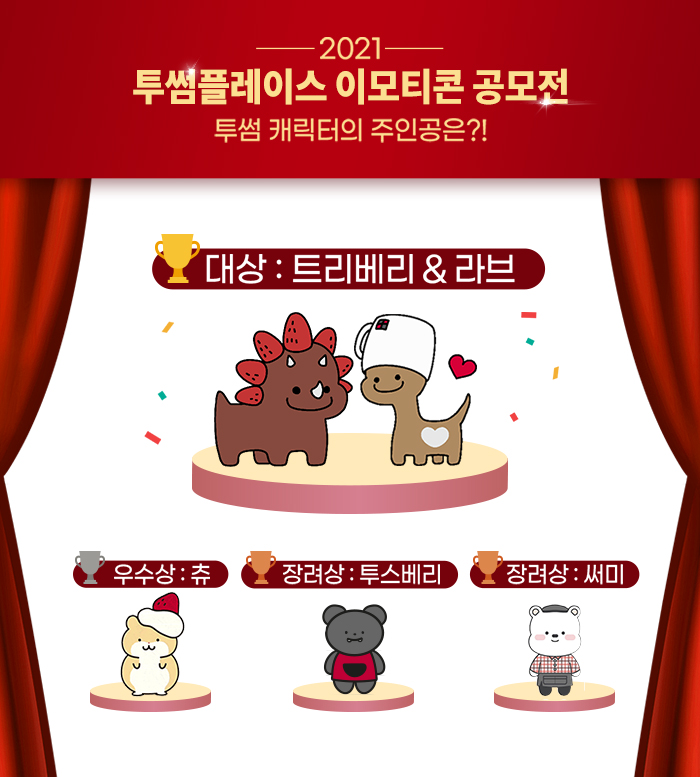 2021
투썸플레이스 이모티콘 공모전
투썸 캐릭터의 주인공은?!
대상 : 트리베리 & 라브
우수상 : 츄
장려상 : 투스베리
장려상 : 써미